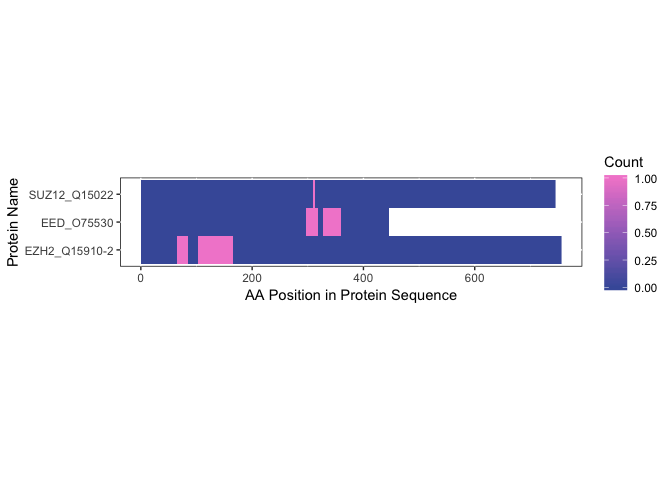 Count
1.00
0.75
0.50
0.25
0.00
Protein Name
SUZ12_Q15022
EED_O75530
EZH2_Q15910-2
0 200 400 600
AA Position in Protein Sequence